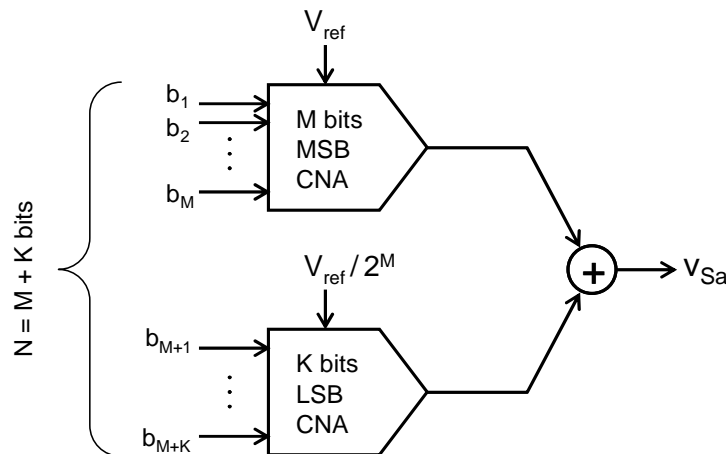 V_ref
b_1
b_2
⋮
b_M
M bits
MSB
CNA
N = M + K bits
V_ref / 2^M
b_M+1
⋮
b_M+K
K bits
LSB
CNA
+
v_Sa